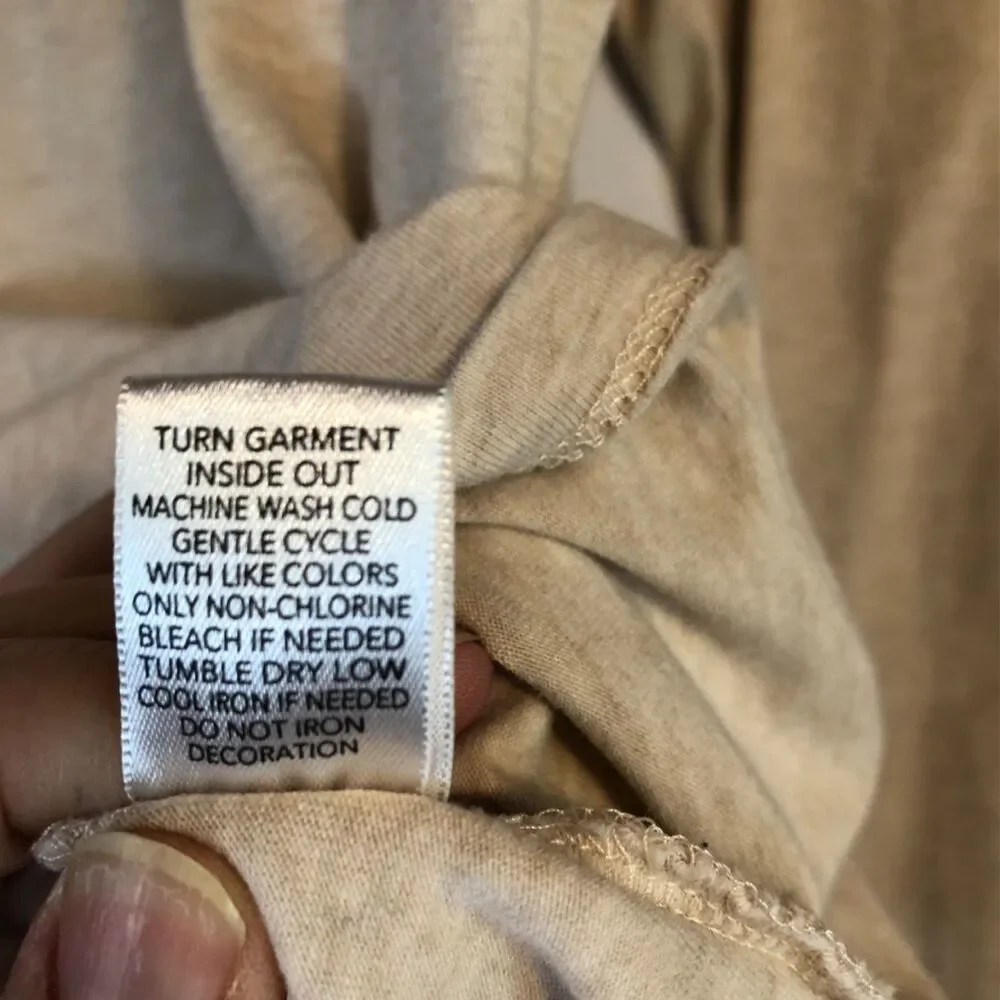 TURN GARMENT
INSIDE OUT
MACHINE WASH COLD
GENTLE CYCLE
WITH LIKE COLORS
ONLY NON-CHLORINE
BLEACH IF NEEDED
TUMBLE DRY LOW
COOL IRON IF NEEDED
DO NOT IRON
DECORATION